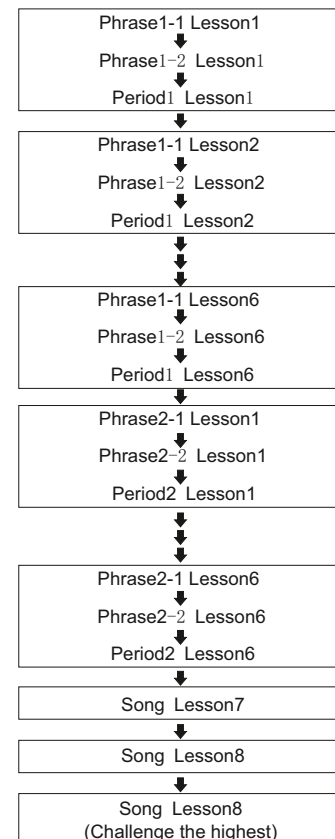 Phrase1-1 Lesson1
Phrase1-2 Lesson1
Period1 Lesson1
Phrase1-1 Lesson2
Phrase1-2 Lesson2
Period1 Lesson2
Phrase1-1 Lesson6
Phrase1-2 Lesson6
Period1 Lesson6
Phrase2-1 Lesson1
Phrase2-2 Lesson1
Period2 Lesson1
Phrase2-1 Lesson6
Phrase2-2 Lesson6
Period2 Lesson6
Song Lesson7
Song Lesson8
Song Lesson8
(Challenge the highest)